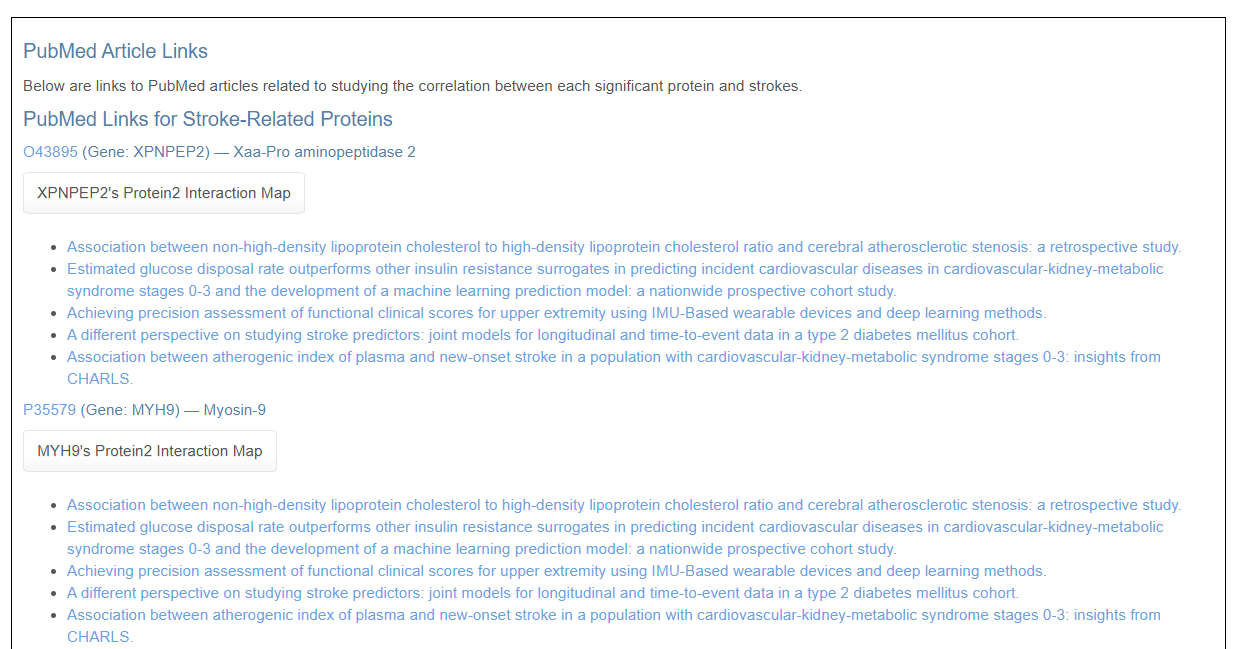 PubMed Article Links
Below are links to PubMed articles related to studying the correlation between each significant protein and strokes.
PubMed Links for Stroke-Related Proteins
O43895 (Gene: XPNPEP2) — Xaa-Pro aminopeptidase 2
XPNPEP2's Protein2 Interaction Map
Association between non-high-density lipoprotein cholesterol to high-density lipoprotein cholesterol ratio and cerebral atherosclerotic stenosis: a retrospective study.
Estimated glucose disposal rate outperforms other insulin resistance surrogates in predicting incident cardiovascular diseases in cardiovascular-kidney-metabolic
syndrome stages 0-3 and the development of a machine learning prediction model: a nationwide prospective cohort study.
Achieving precision assessment of functional clinical scores for upper extremity using IMU-Based wearable devices and deep learning methods.
A different perspective on studying stroke predictors: joint models for longitudinal and time-to-event data in a type 2 diabetes mellitus cohort.
Association between atherogenic index of plasma and new-onset stroke in a population with cardiovascular-kidney-metabolic syndrome stages 0-3: insights from
CHARLS.
P35579 (Gene: MYH9) — Myosin-9
MYH9's Protein2 Interaction Map
Association between non-high-density lipoprotein cholesterol to high-density lipoprotein cholesterol ratio and cerebral atherosclerotic stenosis: a retrospective study.
Estimated glucose disposal rate outperforms other insulin resistance surrogates in predicting incident cardiovascular diseases in cardiovascular-kidney-metabolic
syndrome stages 0-3 and the development of a machine learning prediction model: a nationwide prospective cohort study.
Achieving precision assessment of functional clinical scores for upper extremity using IMU-Based wearable devices and deep learning methods.
A different perspective on studying stroke predictors: joint models for longitudinal and time-to-event data in a type 2 diabetes mellitus cohort.
Association between atherogenic index of plasma and new-onset stroke in a population with cardiovascular-kidney-metabolic syndrome stages 0-3: insights from
CHARLS.